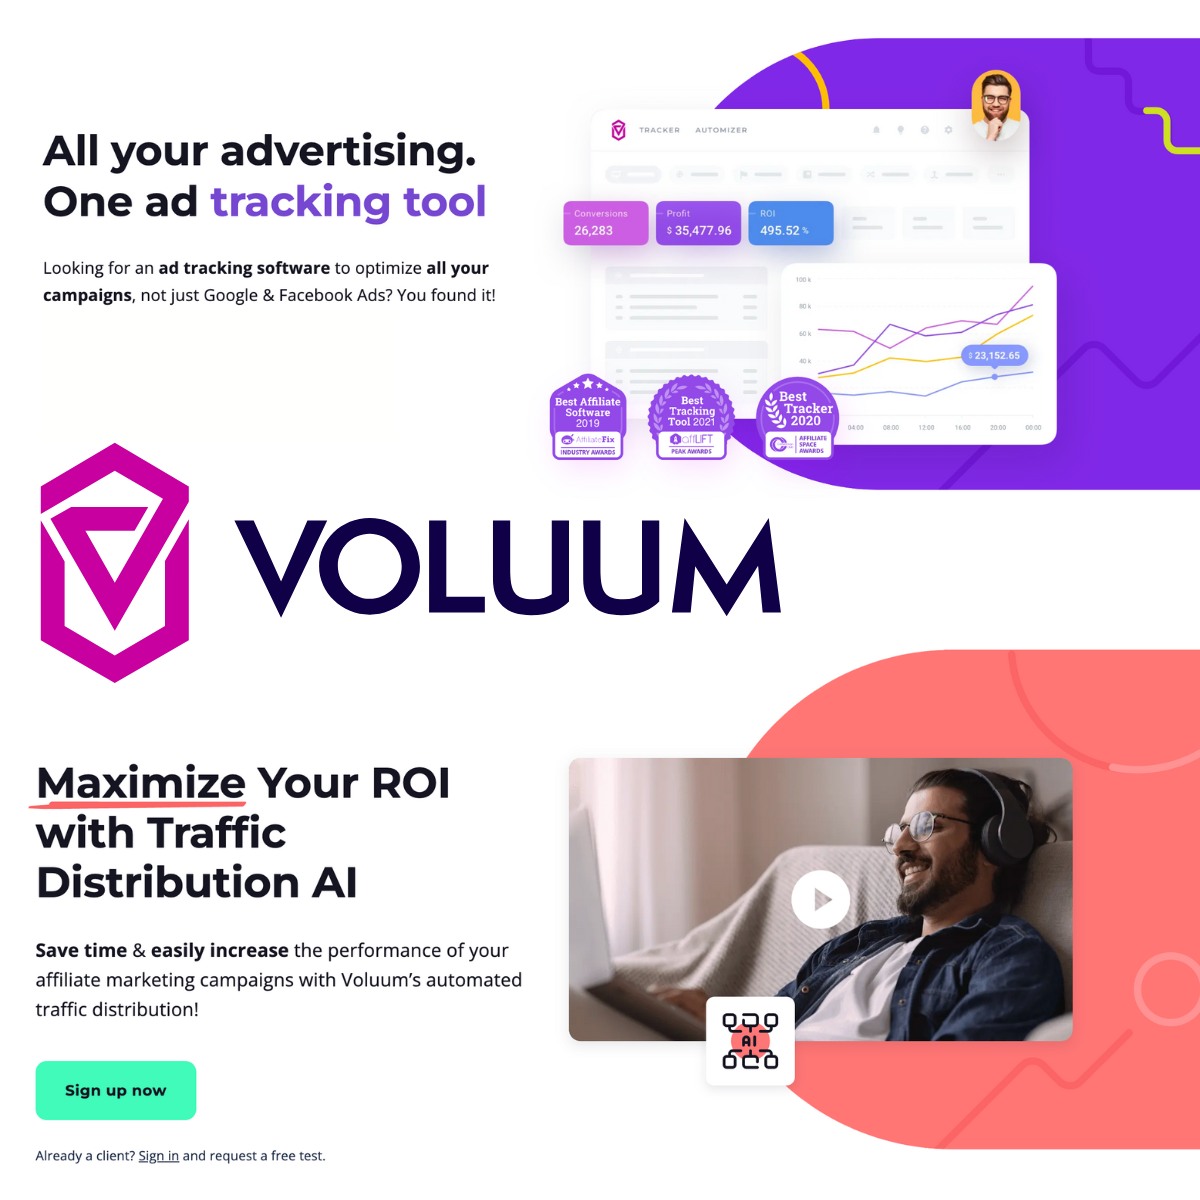 All your advertising.
One ad tracking tool
Looking for an ad tracking software to optimize all your
campaigns, not just Google & Facebook Ads? You found it!
TRACKER AUTOMIZER
Conversions
26,283
Profit
$ 35,477.96
ROI
495.52 %
100 k
80 k
60 k
40 k
$ 23,152.65
04:00 08:00 12:00 16:00 20:00 00:00
Best Affiliate
Software
2019
AffiliateFix
INDUSTRY AWARDS
Best
Tracking
Tool 2021
affLIFT
PEAK AWARDS
Best
Tracker
2020
AFFILIATE
SPACE
AWARDS
VOLUUM
Maximize Your ROI
with Traffic
Distribution AI
Save time & easily increase the performance of your
affiliate marketing campaigns with Voluum's automated
traffic distribution!
AI
Sign up now
Already a client? Sign in and request a free test.